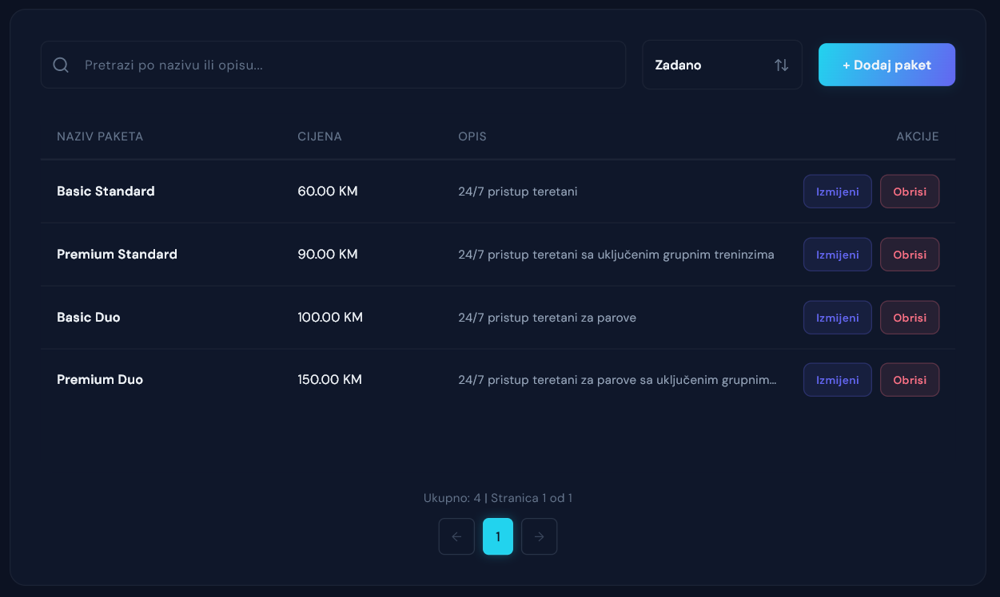 Pretrazi po nazivu ili opisu...
Zadano
+ Dodaj paket
NAZIV PAKETA CIJENA OPIS AKCIJE
Basic Standard 60.00 KM 24/7 pristup teretani Izmijeni Obrisi
Premium Standard 90.00 KM 24/7 pristup teretani sa uključenim grupnim treninzima Izmijeni Obrisi
Basic Duo 100.00 KM 24/7 pristup teretani za parove Izmijeni Obrisi
Premium Duo 150.00 KM 24/7 pristup teretani za parove sa uključenim grupnim... Izmijeni Obrisi
Ukupno: 4 | Stranica 1 od 1
← 1 →